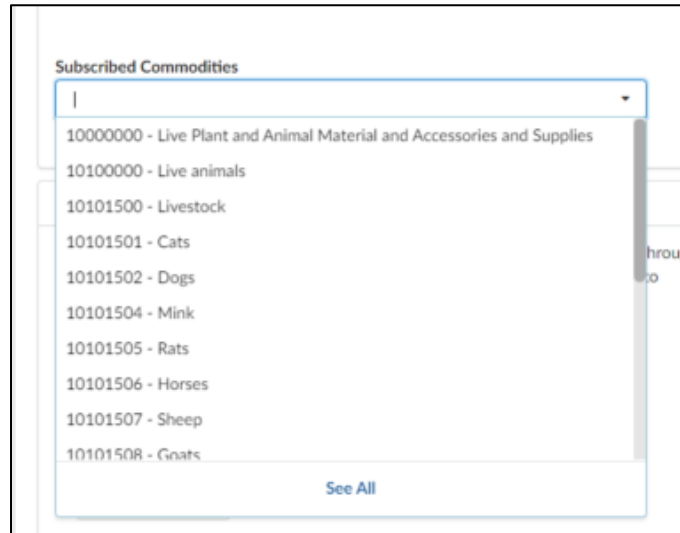 Subscribed Commodities
10000000 - Live Plant and Animal Material and Accessories and Supplies
10100000 - Live animals
10101500 - Livestock
10101501 - Cats
10101502 - Dogs
10101504 - Mink
10101505 - Rats
10101506 - Horses
10101507 - Sheep
10101508 - Goats
See All